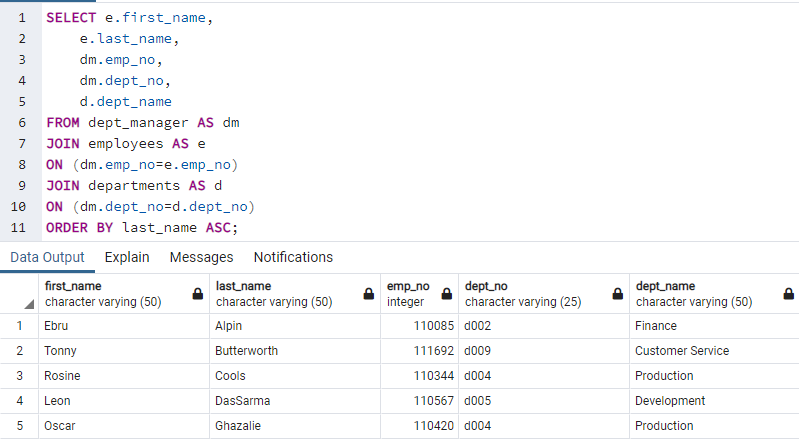 1 SELECT e.first_name,
2     e.last_name,
3     dm.emp_no,
4     dm.dept_no,
5     d.dept_name
6 FROM dept_manager AS dm
7 JOIN employees AS e
8 ON (dm.emp_no=e.emp_no)
9 JOIN departments AS d
10 ON (dm.dept_no=d.dept_no)
11 ORDER BY last_name ASC;
Data Output Explain Messages Notifications
first_name last_name emp_no dept_no dept_name
character varying (50) character varying (50) integer character varying (25) character varying (50)
1 Ebru Alpin 110085 d002 Finance
2 Tonny Butterworth 111692 d009 Customer Service
3 Rosine Cools 110344 d004 Production
4 Leon DasSarma 110567 d005 Development
5 Oscar Ghazalie 110420 d004 Production